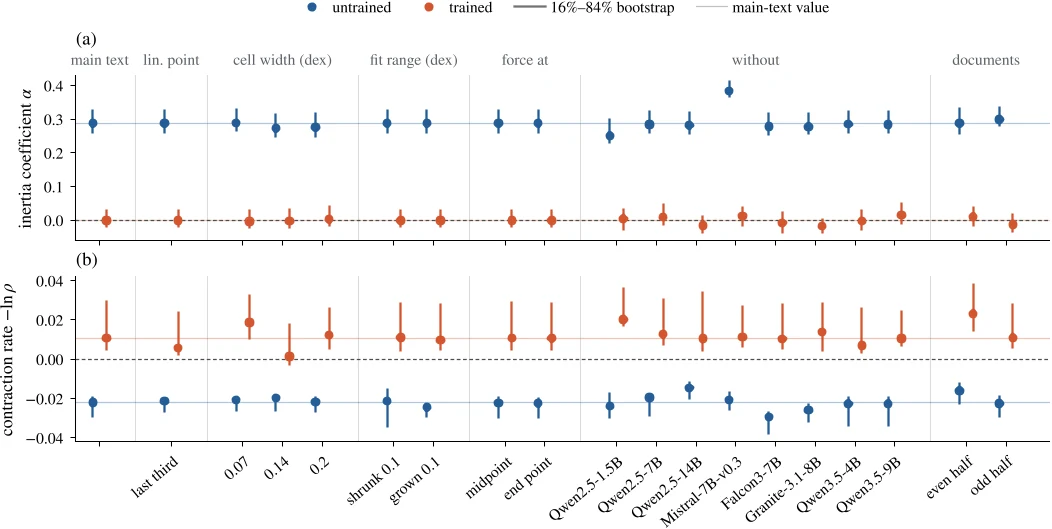 untrained trained 16%–84% bootstrap main-text value
(a)
main text lin. point cell width (dex) fit range (dex) force at without documents
inertia coefficient α
0.4
0.3
0.2
0.1
0.0
(b)
contraction rate −ln ρ
0.04
0.02
0.00
−0.02
−0.04
last third
0.07
0.14
0.2
shrunk 0.1
grown 0.1
midpoint
end point
Qwen2.5-1.5B
Qwen2.5-7B
Qwen2.5-14B
Mistral-7B-v0.3
Falcon3-7B
Granite-3.1-8B
Qwen3.5-4B
Qwen3.5-9B
even half
odd half